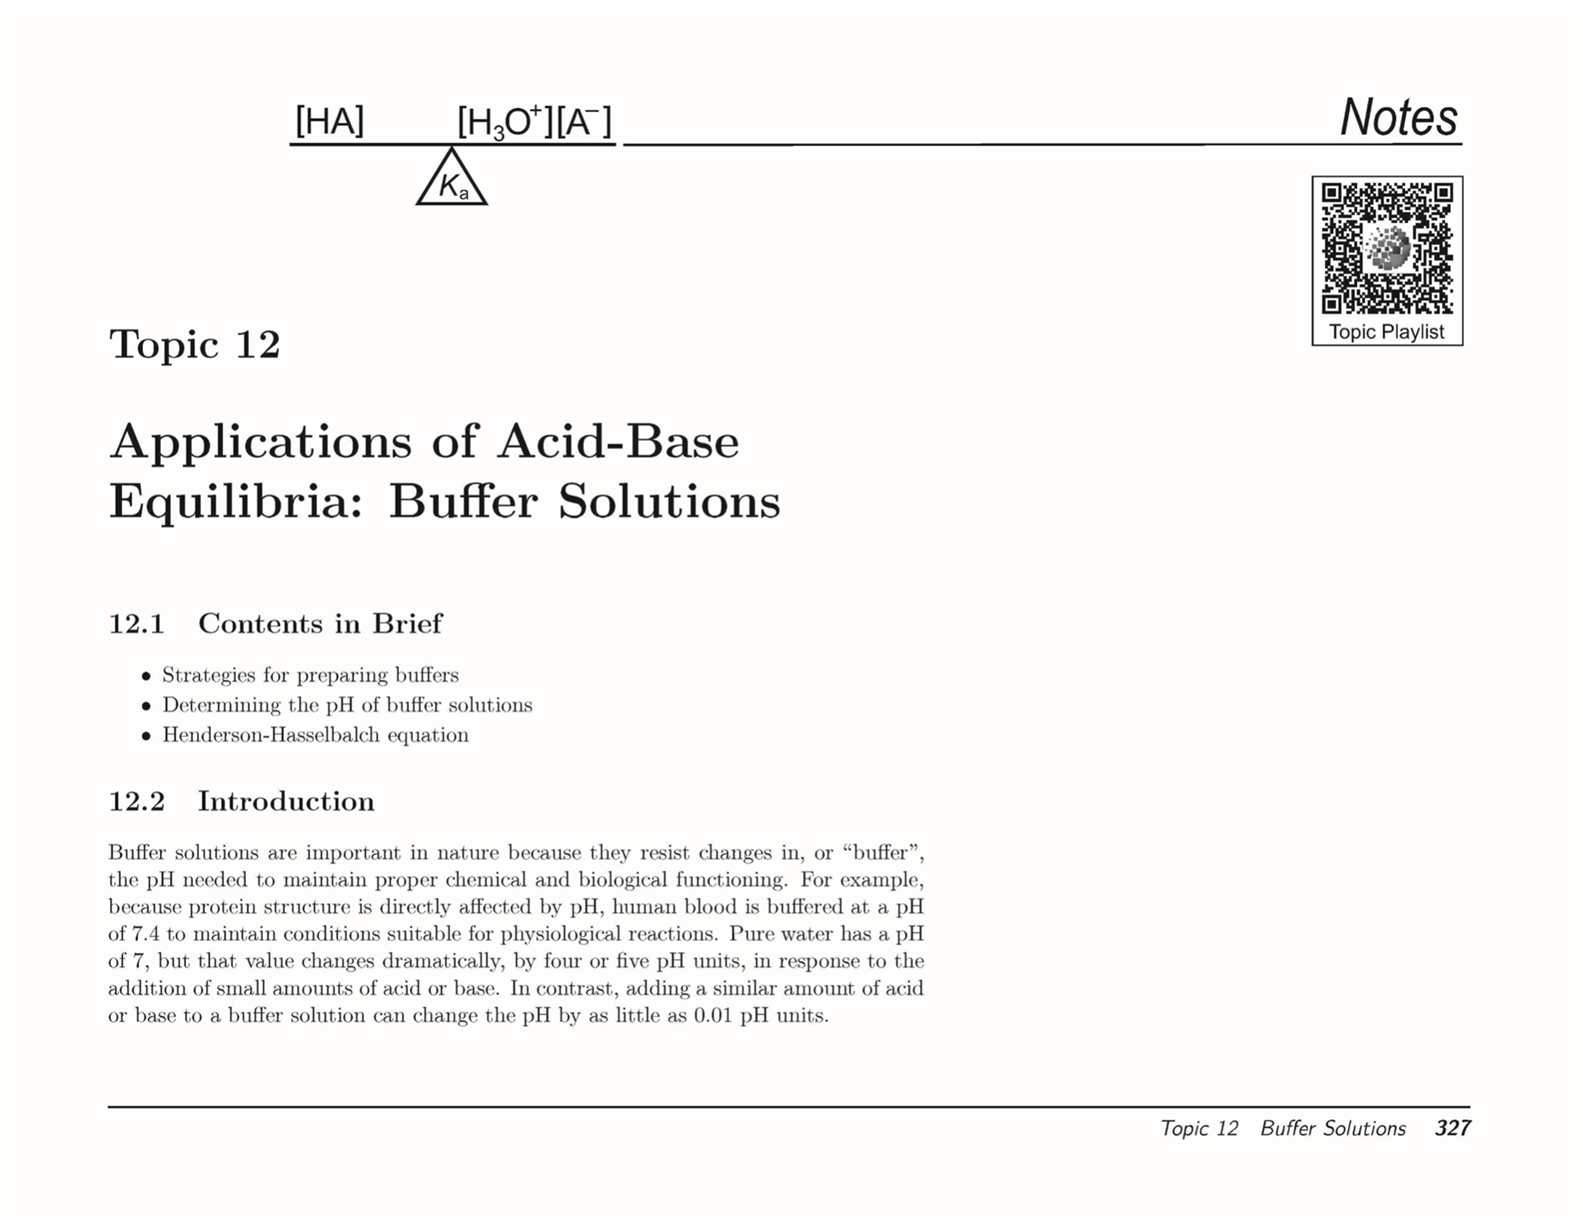 [HA] [H₃O⁺][A⁻] Notes
Kₐ
Topic Playlist
Topic 12
Applications of Acid-Base
Equilibria: Buffer Solutions
12.1 Contents in Brief
• Strategies for preparing buffers
• Determining the pH of buffer solutions
• Henderson-Hasselbalch equation
12.2 Introduction
Buffer solutions are important in nature because they resist changes in, or “buffer”,
the pH needed to maintain proper chemical and biological functioning. For example,
because protein structure is directly affected by pH, human blood is buffered at a pH
of 7.4 to maintain conditions suitable for physiological reactions. Pure water has a pH
of 7, but that value changes dramatically, by four or five pH units, in response to the
addition of small amounts of acid or base. In contrast, adding a similar amount of acid
or base to a buffer solution can change the pH by as little as 0.01 pH units.
Topic 12 Buffer Solutions 327